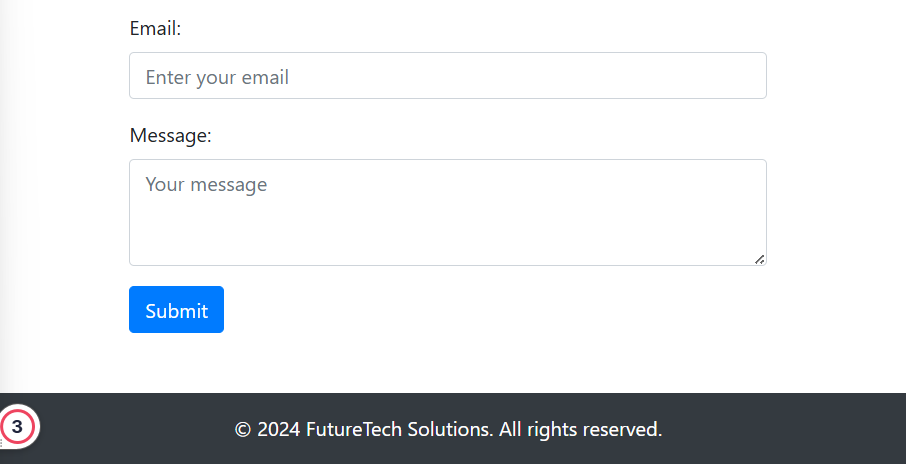 Email:
Enter your email
Message:
Your message
Submit
3
© 2024 FutureTech Solutions. All rights reserved.